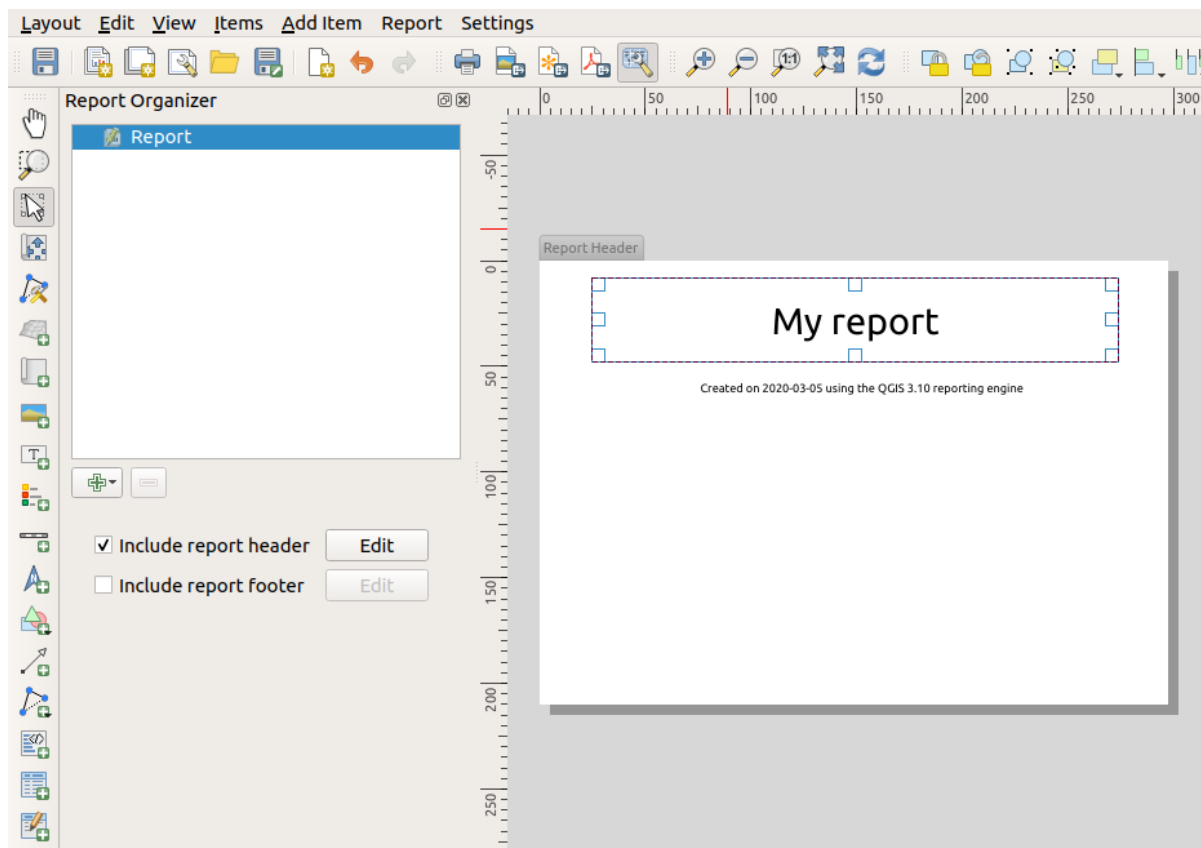 Layout Edit View Items Add Item Report Settings
1:1
Report Organizer
Report
Include report header Edit
Include report footer Edit
0 50 100 150 200 250 300
-50
0
50
100
150
200
250
Report Header
My report
Created on 2020-03-05 using the QGIS 3.10 reporting engine
T